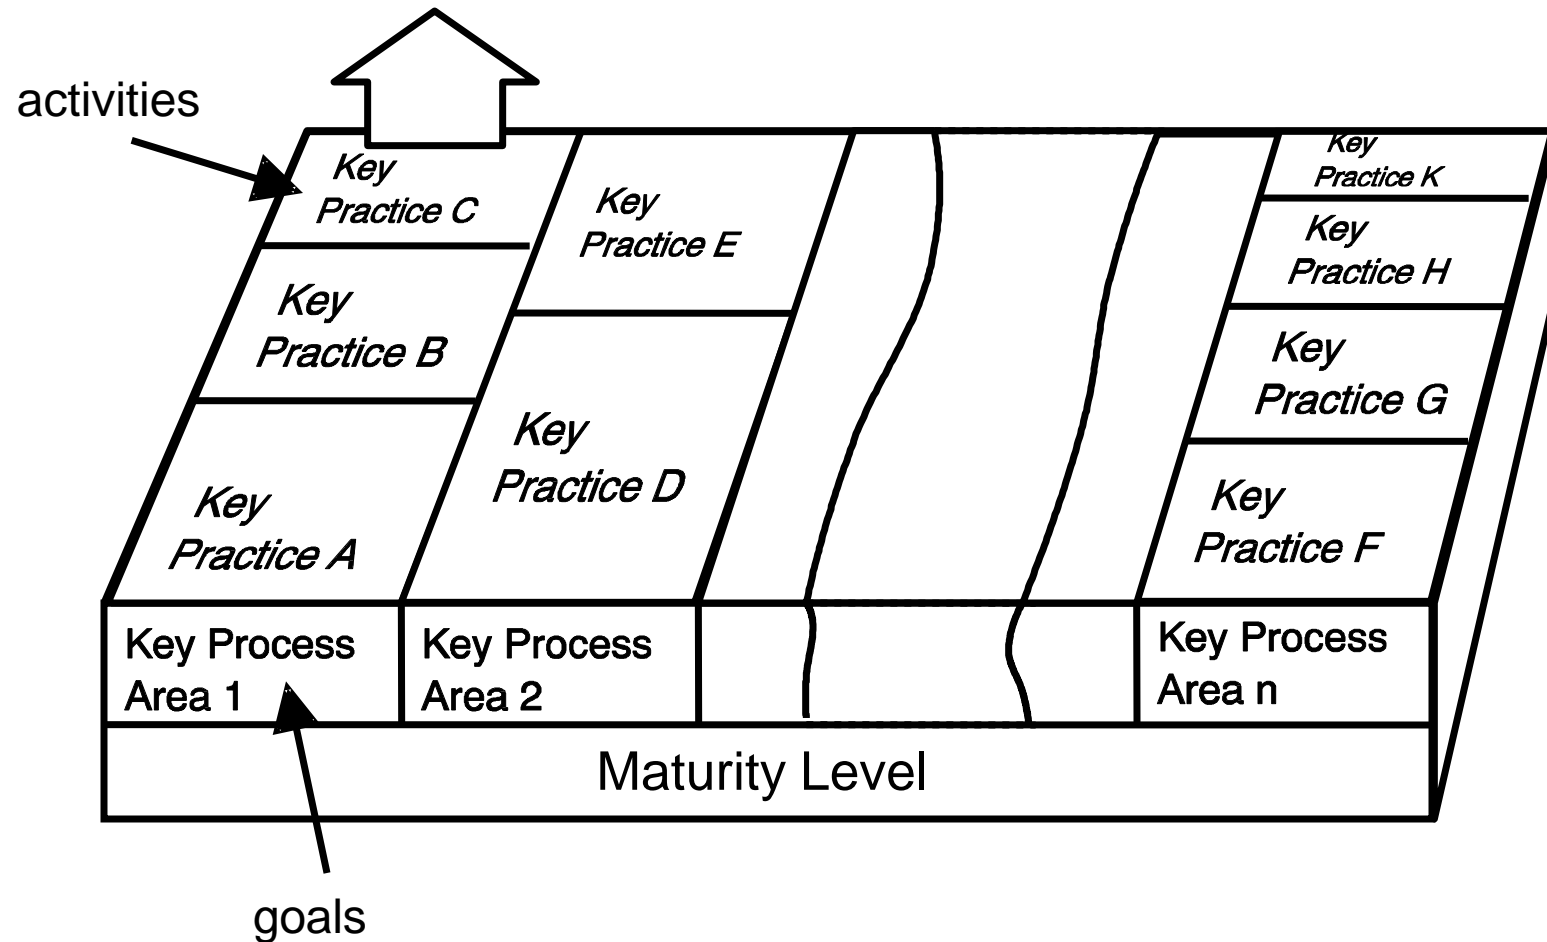 activities
Key
Practice C
Key
Practice E
Key
Practice K
Key
Practice H
Key
Practice B
Key
Practice G
Key
Practice D
Key
Practice A
Key
Practice F
Key Process
Area 1
Key Process
Area 2
Key Process
Area n
Maturity Level
goals